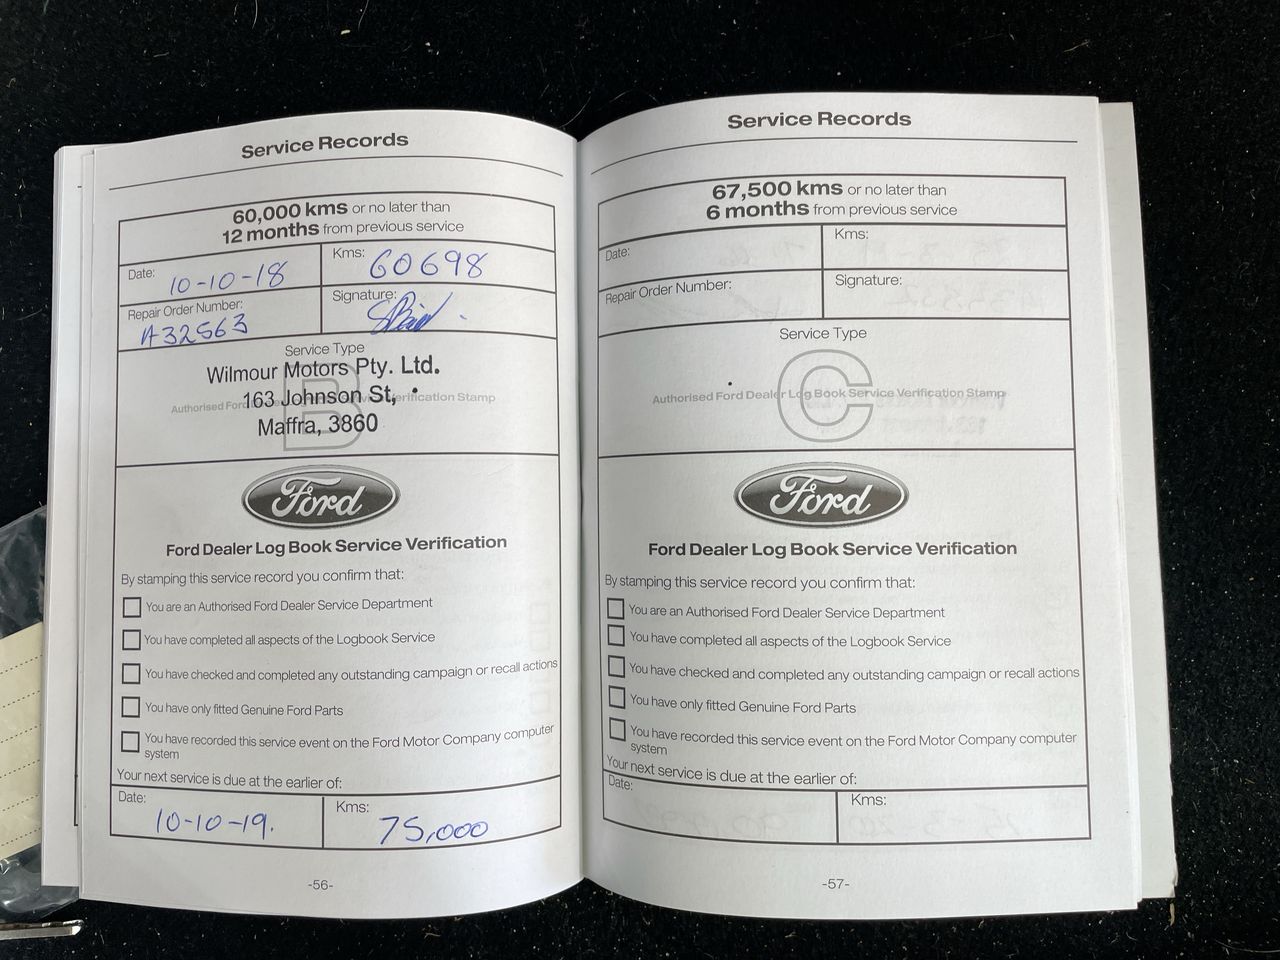 Service Records
60,000 kms or no later than
12 months from previous service
Date: 10-10-18
Kms: 60698
Repair Order Number: A32563
Signature:
Service Type
B
Authorised Ford Dealer Log Book Service Verification Stamp
Wilmour Motors Pty. Ltd.
163 Johnson St,
Maffra, 3860
Ford
Ford Dealer Log Book Service Verification
By stamping this service record you confirm that:
You are an Authorised Ford Dealer Service Department
You have completed all aspects of the Logbook Service
You have checked and completed any outstanding campaign or recall actions
You have only fitted Genuine Ford Parts
You have recorded this service event on the Ford Motor Company computer
system
Your next service is due at the earlier of:
Date: 10-10-19.
Kms: 75,000
-56-
Service Records
67,500 kms or no later than
6 months from previous service
Date:
Kms:
Repair Order Number:
Signature:
Service Type
C
Authorised Ford Dealer Log Book Service Verification Stamp
Ford
Ford Dealer Log Book Service Verification
By stamping this service record you confirm that:
You are an Authorised Ford Dealer Service Department
You have completed all aspects of the Logbook Service
You have checked and completed any outstanding campaign or recall actions
You have only fitted Genuine Ford Parts
You have recorded this service event on the Ford Motor Company computer
system
Your next service is due at the earlier of:
Date:
Kms:
-57-